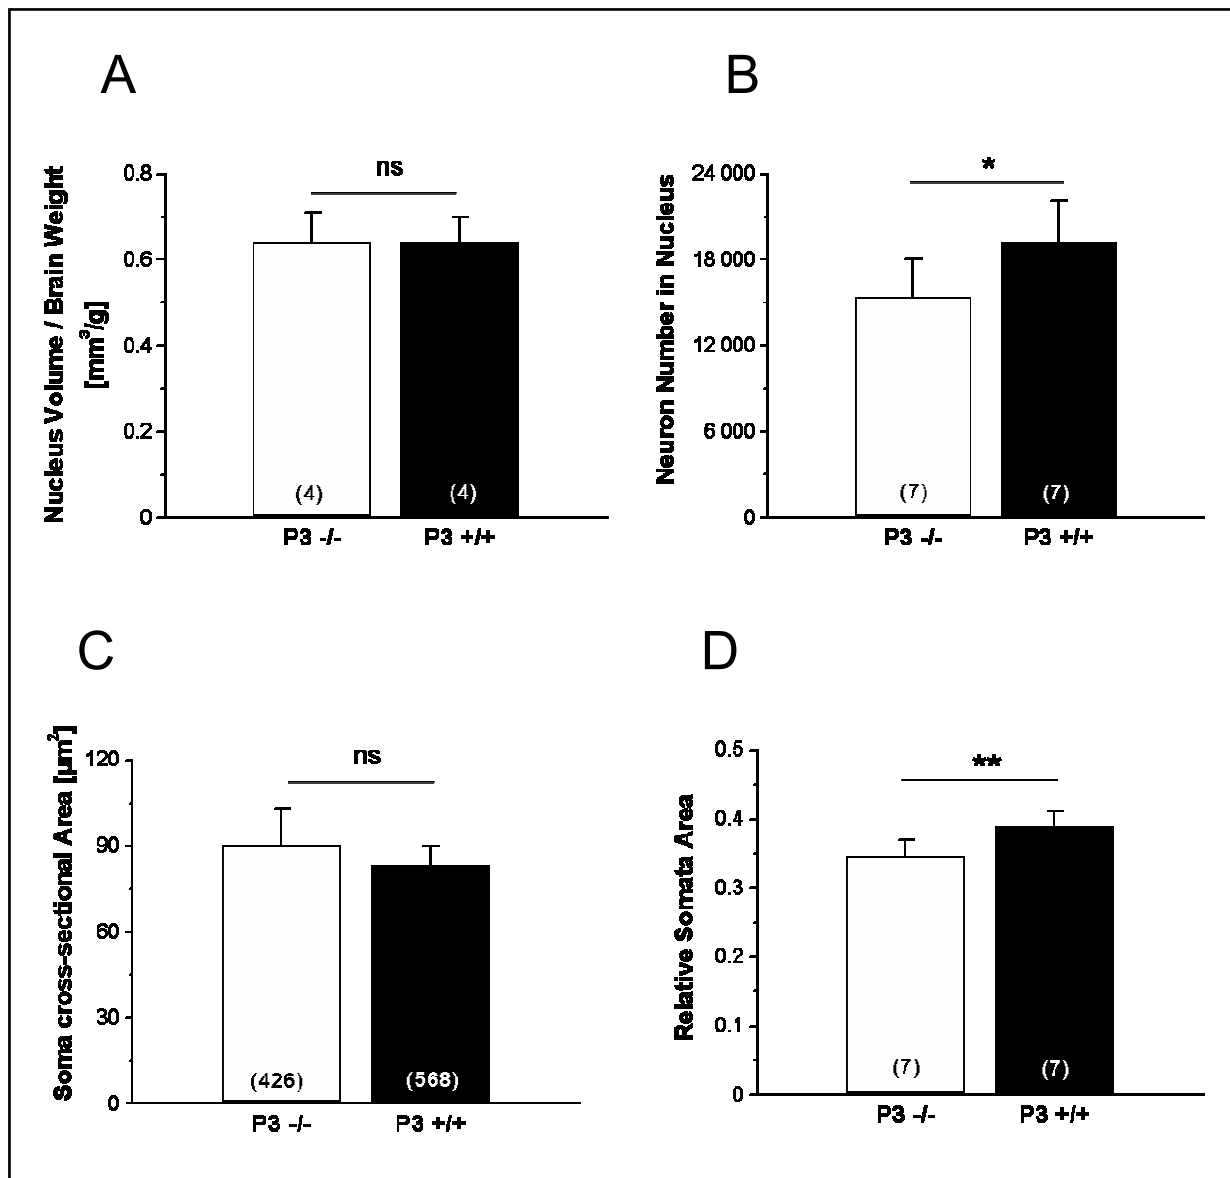 A
Nucleus Volume / Brain Weight
[mm³/g]
ns
0.8
0.6
0.4
0.2
0
(4)
(4)
P3 -/-
P3 +/+
B
Neuron Number in Nucleus
*
24 000
18 000
12 000
6 000
0
(7)
(7)
P3 -/-
P3 +/+
C
Soma cross-sectional Area [µm²]
ns
120
90
60
30
0
(426)
(568)
P3 -/-
P3 +/+
D
Relative Somata Area
**
0.5
0.4
0.3
0.2
0.1
0
(7)
(7)
P3 -/-
P3 +/+